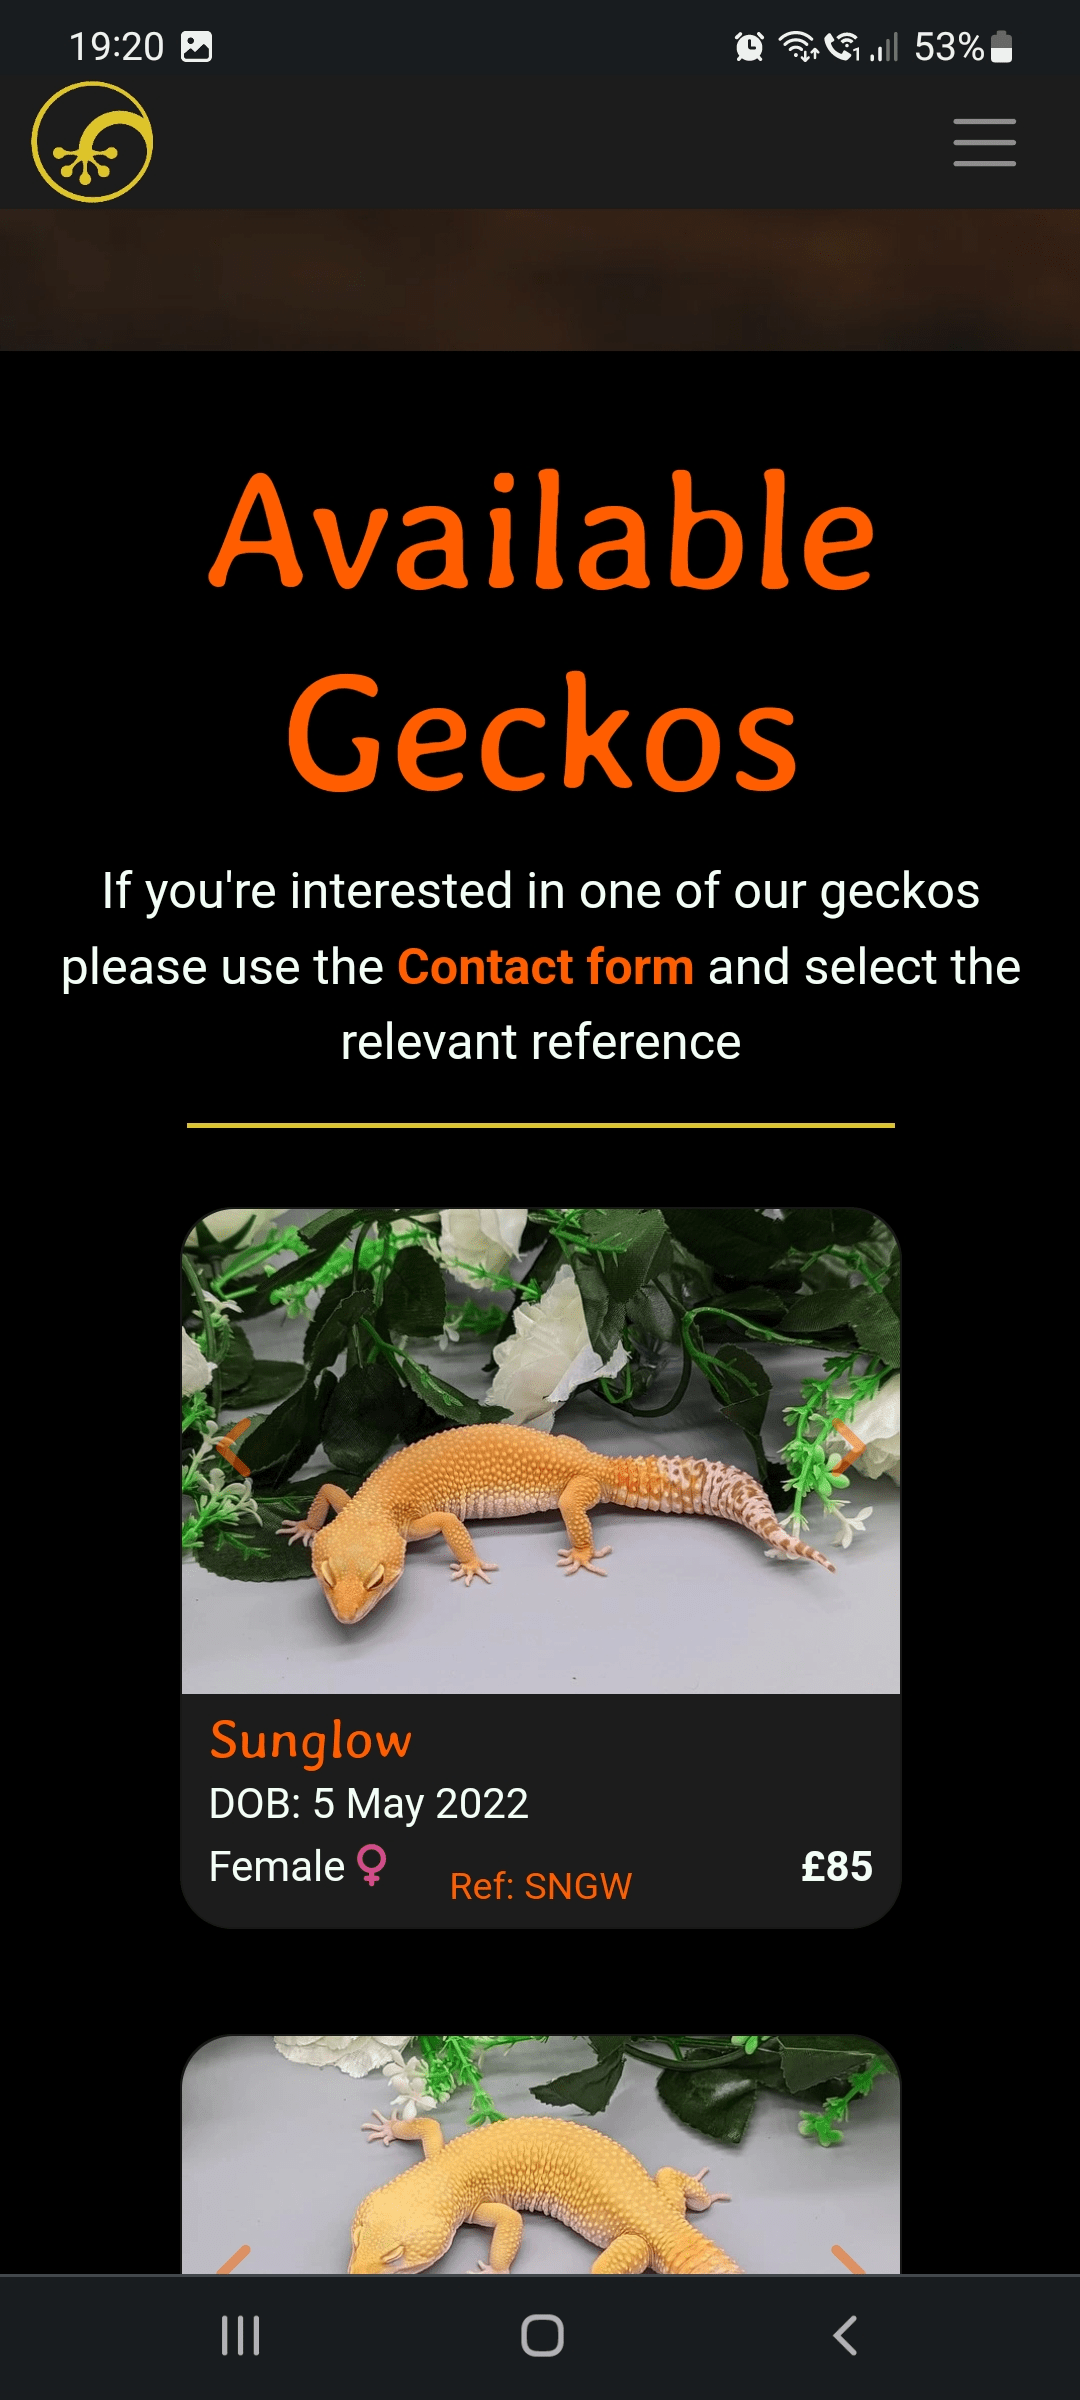 19:20
53%
Available
Geckos
If you're interested in one of our geckos
please use the Contact form and select the
relevant reference
Sunglow
DOB: 5 May 2022
Female ♀ Ref: SNGW £85